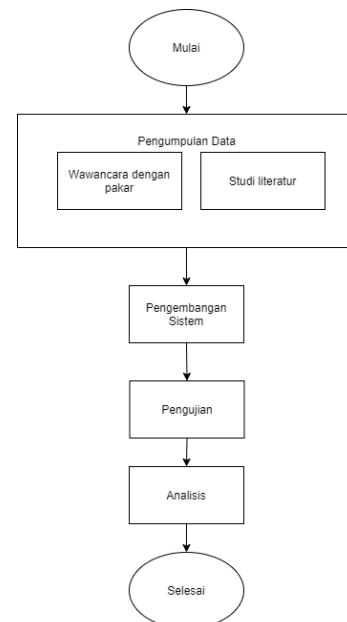 Mulai
Pengumpulan Data
Wawancara dengan
pakar
Studi literatur
Pengembangan
Sistem
Pengujian
Analisis
Selesai